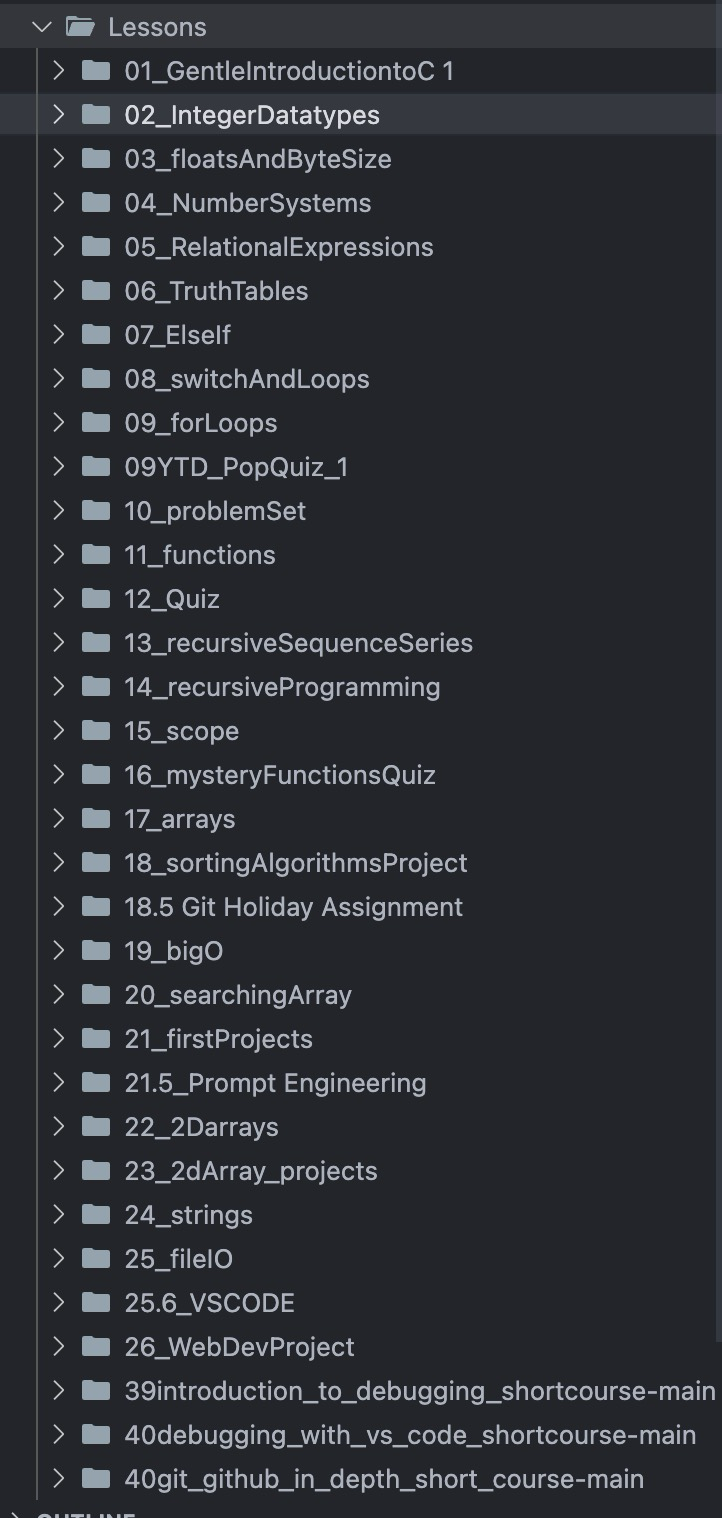 Lessons
01_GentleIntroductiontoC 1
02_IntegerDatatypes
03_floatsAndByteSize
04_NumberSystems
05_RelationalExpressions
06_TruthTables
07_ElseIf
08_switchAndLoops
09_forLoops
09YTD_PopQuiz_1
10_problemSet
11_functions
12_Quiz
13_recursiveSequenceSeries
14_recursiveProgramming
15_scope
16_mysteryFunctionsQuiz
17_arrays
18_sortingAlgorithmsProject
18.5 Git Holiday Assignment
19_bigO
20_searchingArray
21_firstProjects
21.5_Prompt Engineering
22_2Darrays
23_2dArray_projects
24_strings
25_fileIO
25.6_VSCODE
26_WebDevProject
39introduction_to_debugging_shortcourse-main
40debugging_with_vs_code_shortcourse-main
40git_github_in_depth_short_course-main
OUTLINE